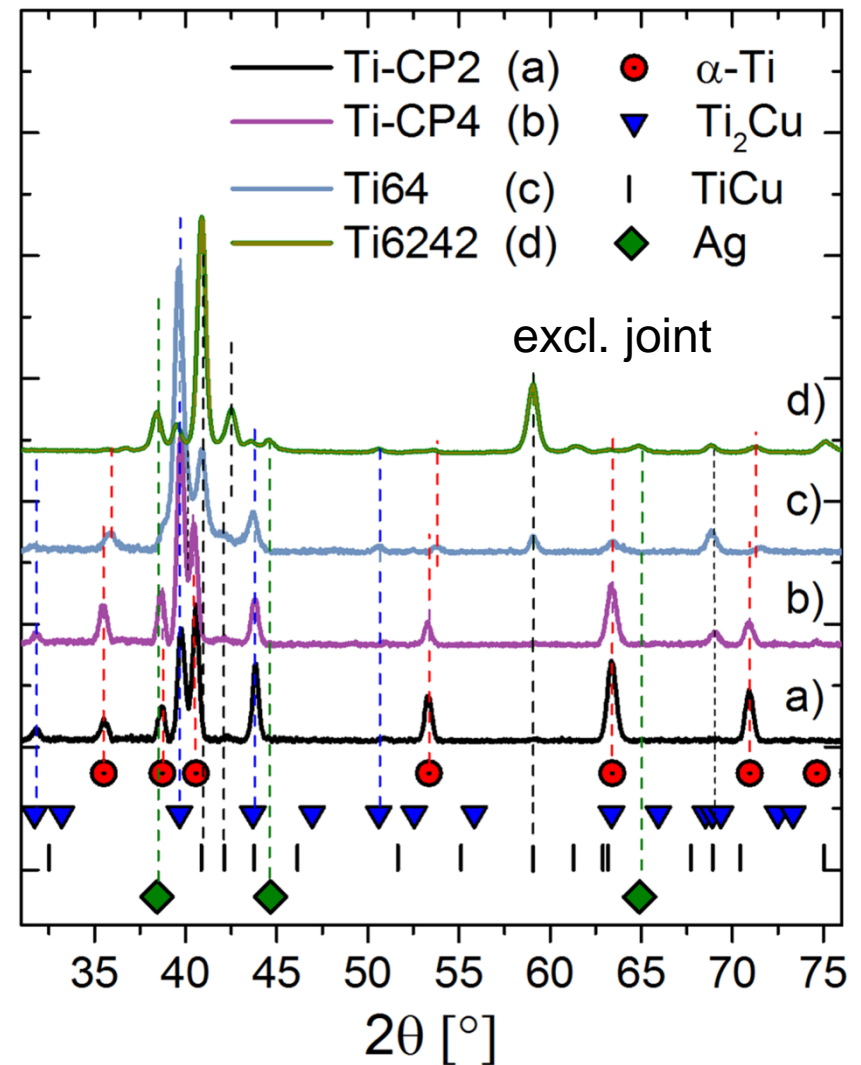 Ti-CP2 (a) α-Ti
Ti-CP4 (b) Ti₂Cu
Ti64 (c) TiCu
Ti6242 (d) Ag
excl. joint
d)
c)
b)
a)
35 40 45 50 55 60 65 70 75
2θ [°]